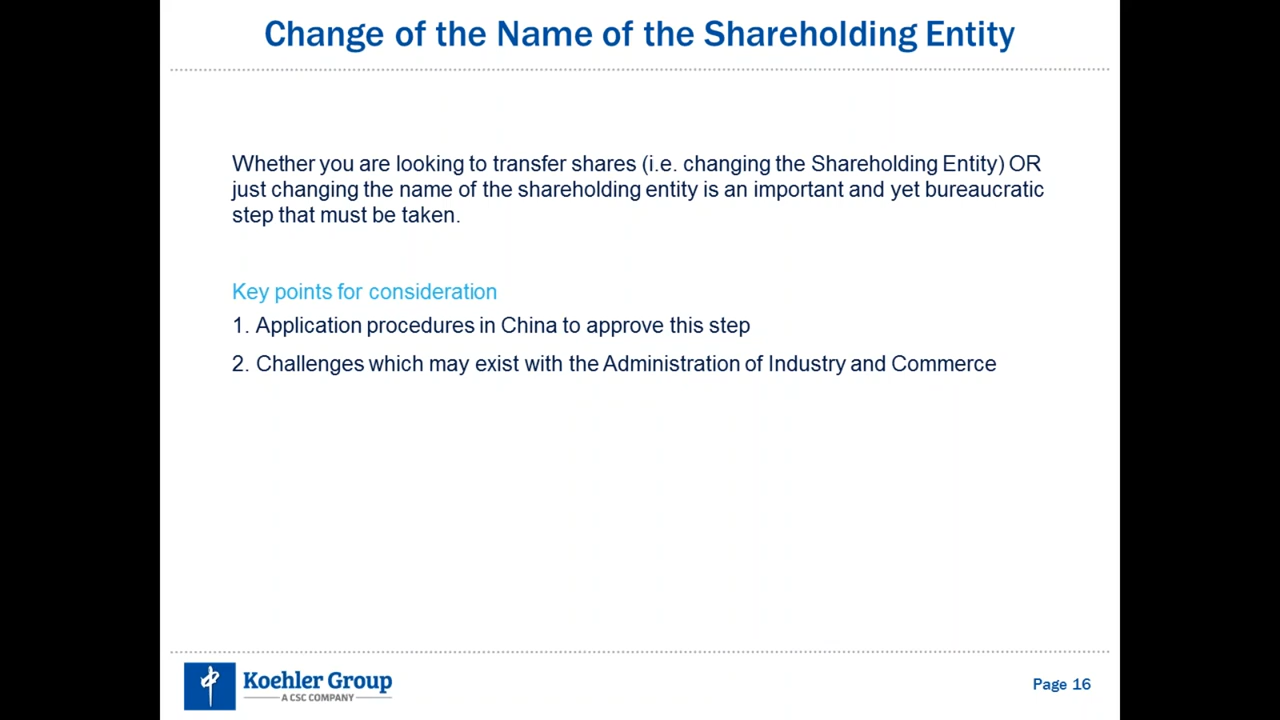 Change of the Name of the Shareholding Entity
Whether you are looking to transfer shares (i.e. changing the Shareholding Entity) OR
just changing the name of the shareholding entity is an important and yet bureaucratic
step that must be taken.
Key points for consideration
1. Application procedures in China to approve this step
2. Challenges which may exist with the Administration of Industry and Commerce
Koehler Group
A CSC COMPANY
Page 16